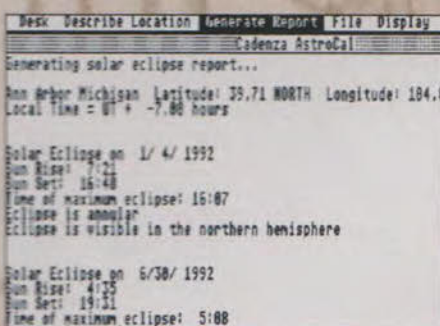 Desk Describe Location Generate Report File Display
Cadenza AstroCal
Generating solar eclipse report...
Ann Arbor Michigan Latitude: 39.71 NORTH Longitude: 104.
Local Time = UT + -7.00 hours
Solar Eclipse on 1/ 4/ 1992
Sun Rise: 7:21
Sun Set: 16:48
Time of maximum eclipse: 16:07
Eclipse is annular
Eclipse is visible in the northern hemisphere
Solar Eclipse on 6/30/ 1992
Sun Rise: 4:35
Sun Set: 19:31
Time of maximum eclipse: 5:08